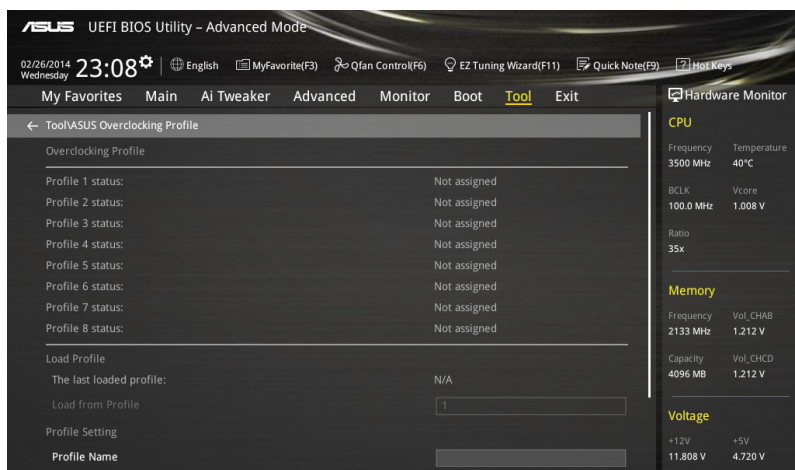 ASUS UEFI BIOS Utility – Advanced Mode
02/26/2014 Wednesday 23:08 English MyFavorite(F3) Qfan Control(F6) EZ Tuning Wizard(F11) Quick Note(F9) ? Hot Keys
My Favorites Main Ai Tweaker Advanced Monitor Boot Tool Exit
← Tool\ASUS Overclocking Profile
Overclocking Profile
Profile 1 status: Not assigned
Profile 2 status: Not assigned
Profile 3 status: Not assigned
Profile 4 status: Not assigned
Profile 5 status: Not assigned
Profile 6 status: Not assigned
Profile 7 status: Not assigned
Profile 8 status: Not assigned
Load Profile
The last loaded profile: N/A
Load from Profile 1
Profile Setting
Profile Name
Hardware Monitor
CPU
Frequency Temperature
3500 MHz 40°C
BCLK Vcore
100.0 MHz 1.008 V
Ratio
35x
Memory
Frequency Vol_CHAB
2133 MHz 1.212 V
Capacity Vol_CHCD
4096 MB 1.212 V
Voltage
+12V +5V
11.808 V 4.720 V